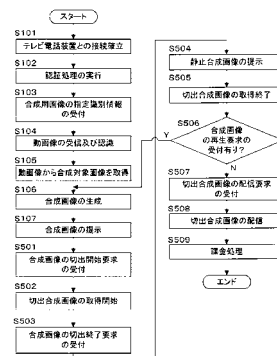 スタート
S101
テレビ電話装置との接続確立
S102
認証処理の実行
S103
合成用画像の指定識別情報
の受付
S104
動画像の受信及び認識
S105
動画像から合成対象画像を取得
S106
合成画像の生成
S107
合成画像の提示
S501
合成画像の切出開始要求
の受付
S502
切出合成画像の取得開始
S503
合成画像の切出終了要求
の受付
S504
静止合成画像の提示
S505
切出合成画像の取得終了
S506
合成画像
の再生要求の
受付有り?
Y
N
S507
切出合成画像の配信要求
の受付
S508
切出合成画像の配信
S509
課金処理
エンド